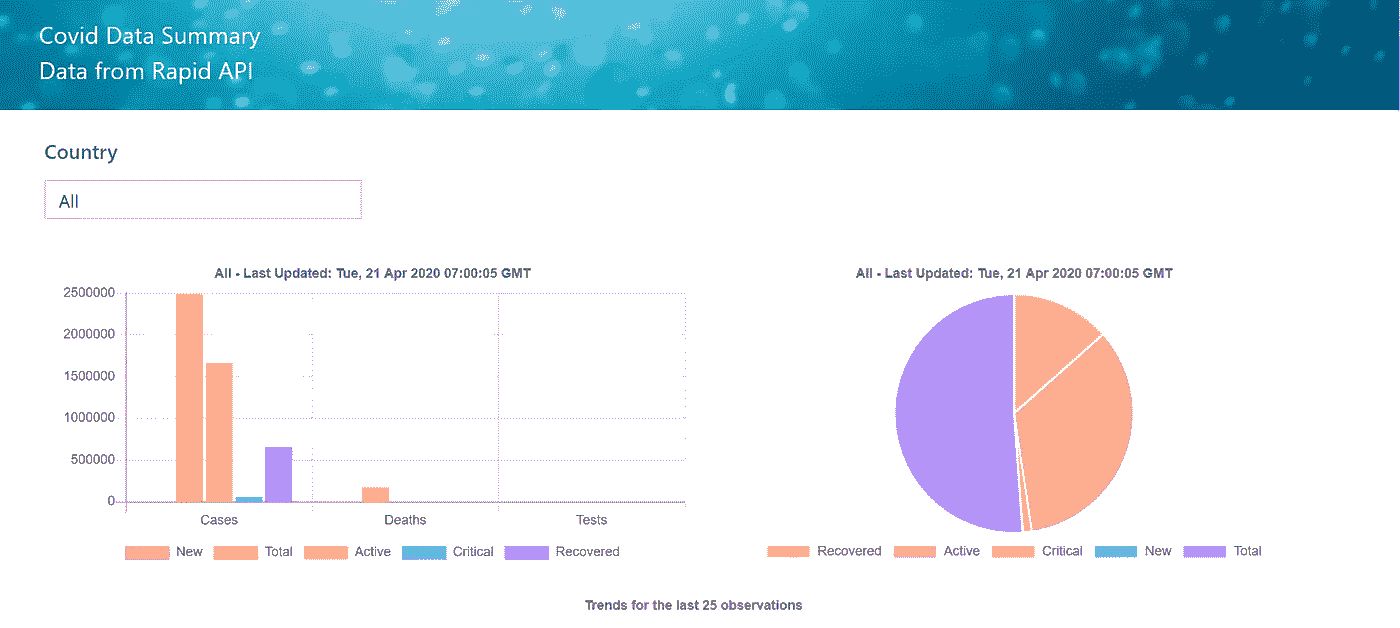 Covid Data Summary
Data from Rapid API
Country
All
All - Last Updated: Tue, 21 Apr 2020 07:00:05 GMT
2500000
2000000
1500000
1000000
500000
0
Cases Deaths Tests
New Total Active Critical Recovered
All - Last Updated: Tue, 21 Apr 2020 07:00:05 GMT
Recovered Active Critical New Total
Trends for the last 25 observations